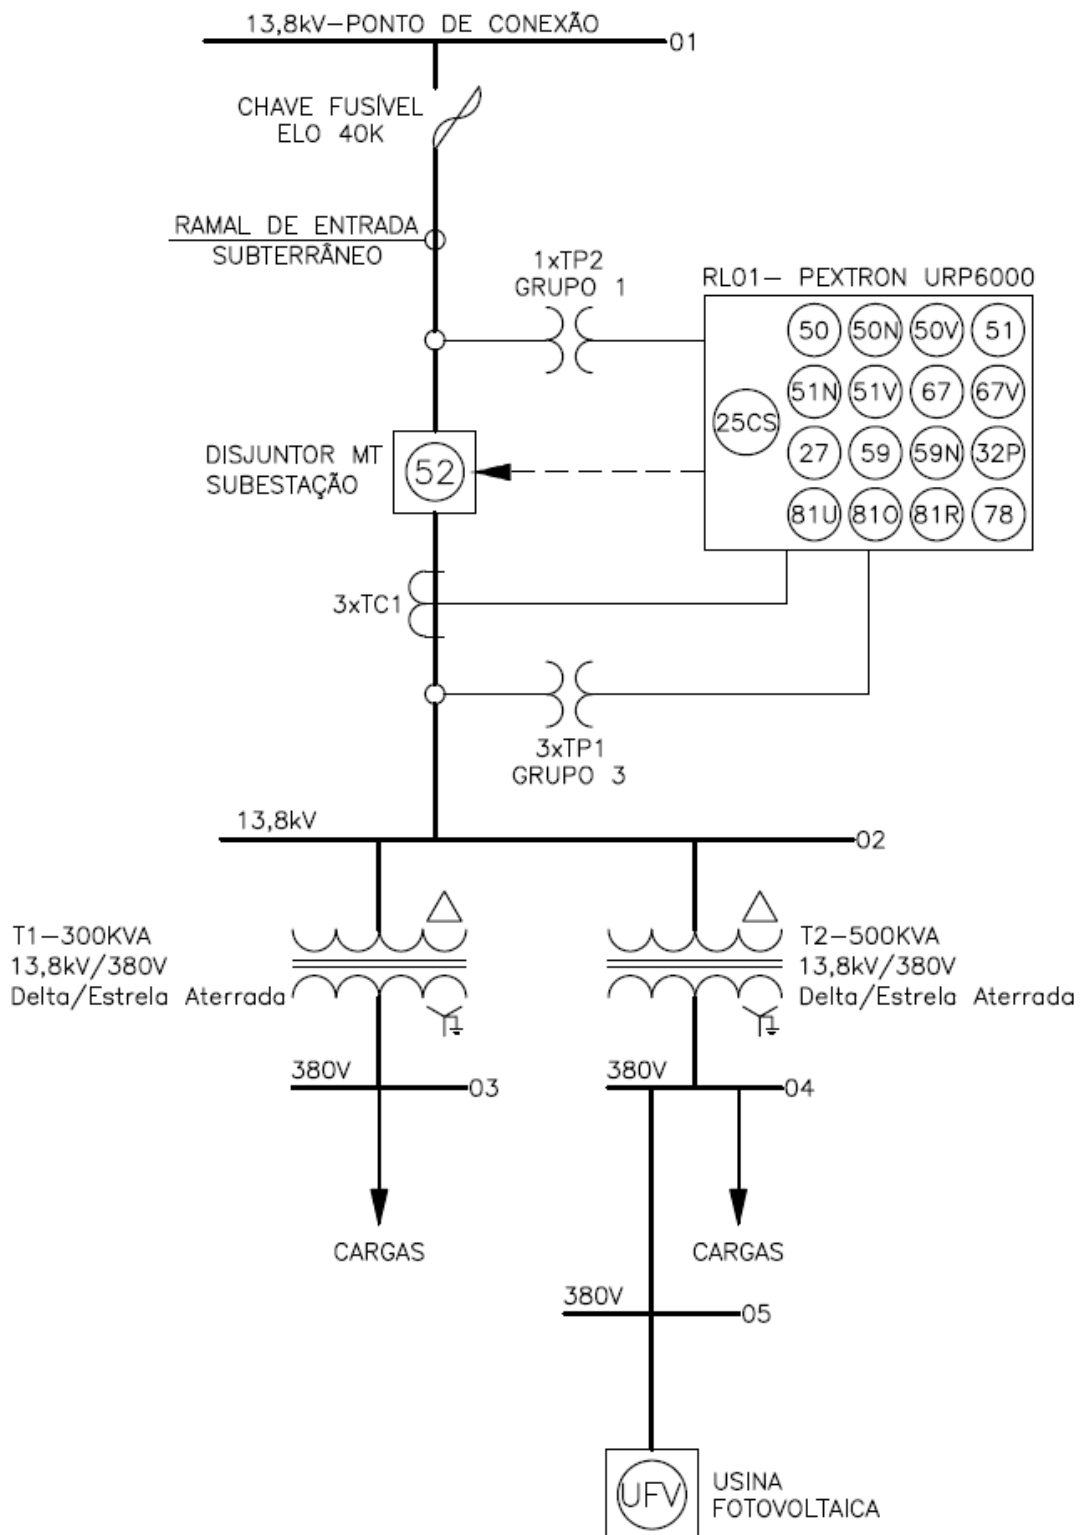 13,8kV-PONTO DE CONEXÃO
01
CHAVE FUSÍVEL
ELO 40K
RAMAL DE ENTRADA
SUBTERRÂNEO
1xTP2
GRUPO 1
RL01- PEXTRON URP6000
50 50N 50V 51
51N 51V 67 67V
25CS
27 59 59N 32P
81U 81O 81R 78
DISJUNTOR MT
SUBESTAÇÃO
52
3xTC1
3xTP1
GRUPO 3
13,8kV
02
T1-300KVA
13,8kV/380V
Delta/Estrela Aterrada
T2-500KVA
13,8kV/380V
Delta/Estrela Aterrada
380V
03
380V
04
CARGAS
CARGAS
380V
05
UFV
USINA
FOTOVOLTAICA